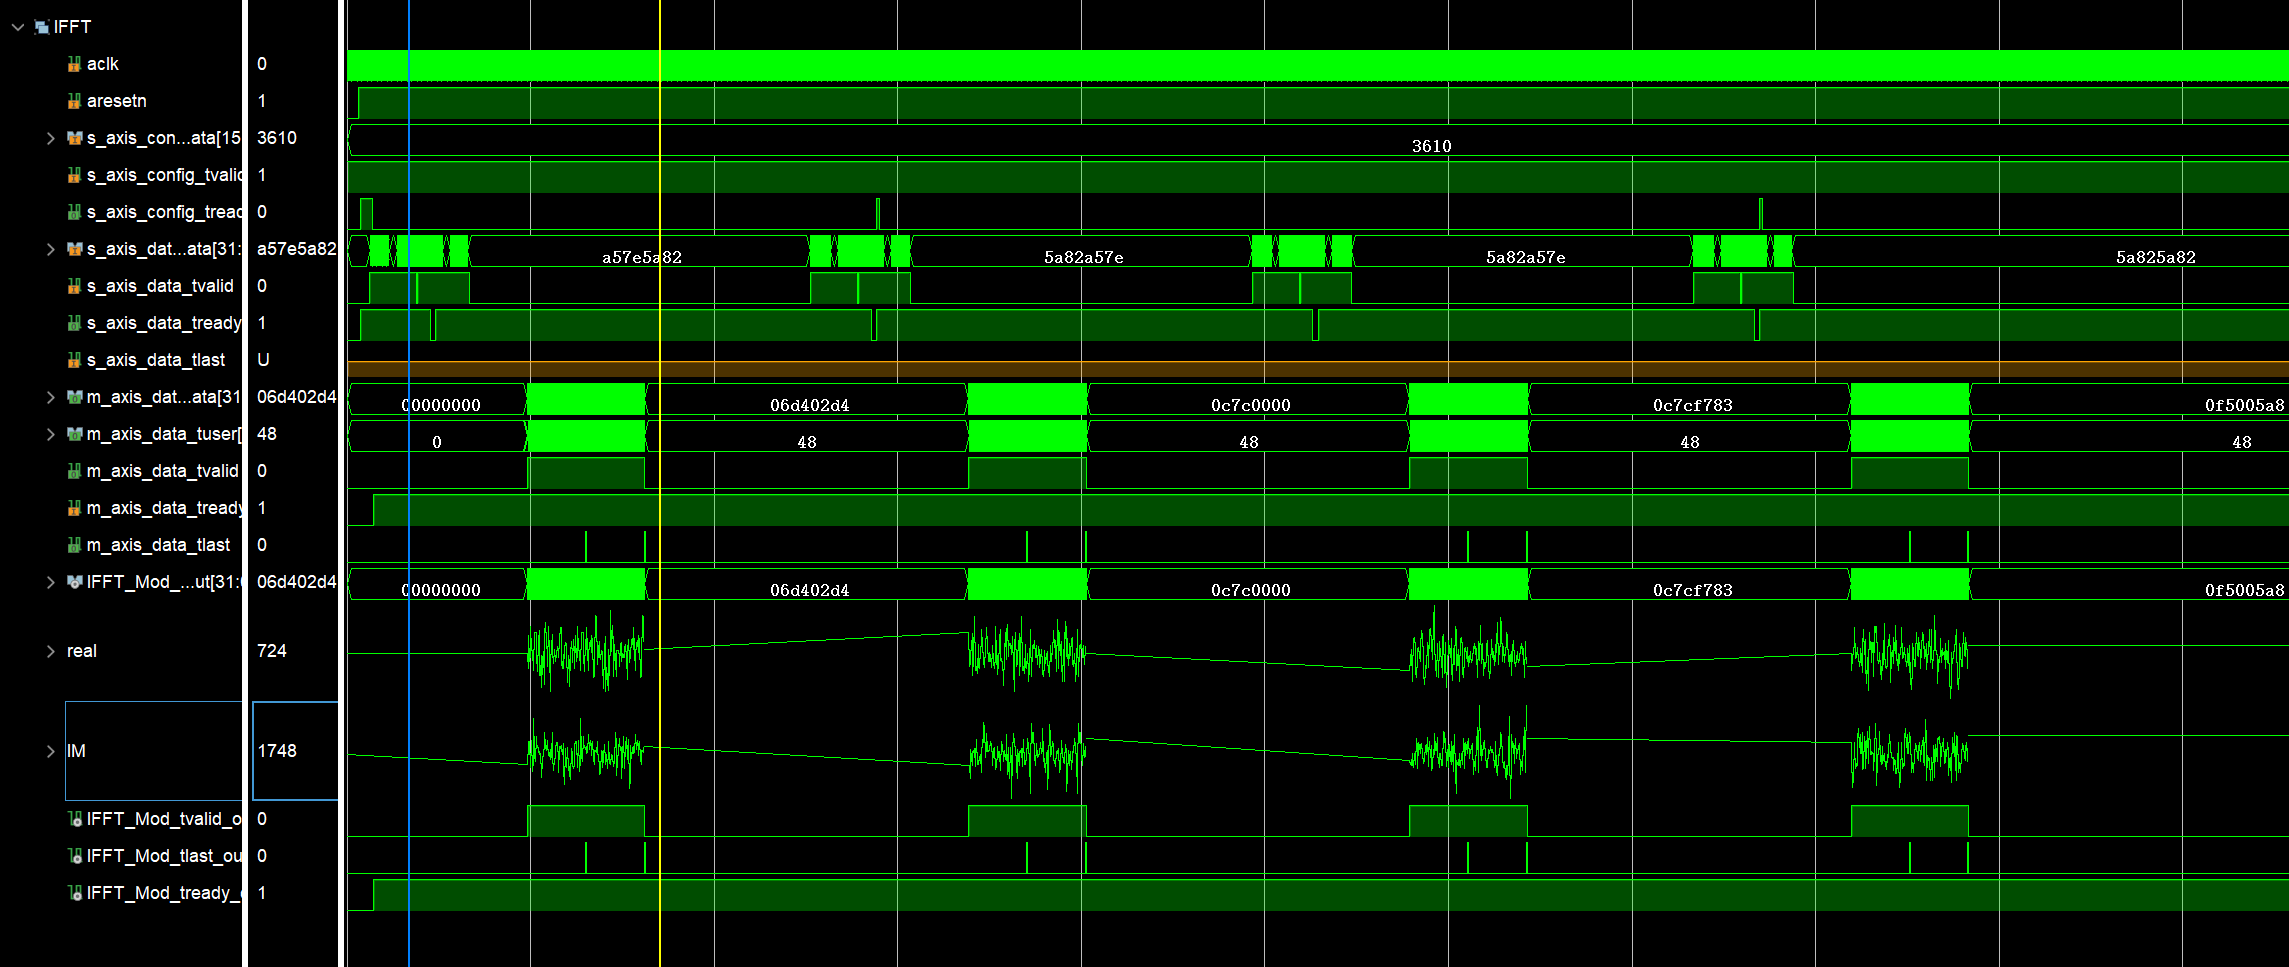 IFFT
aclk 0
aresetn 1
s_axis_con...ata[15 3610 3610
s_axis_config_tvalid 1
s_axis_config_tread 0
s_axis_dat...ata[31: a57e5a82 a57e5a82 5a82a57e 5a82a57e 5a825a82
s_axis_data_tvalid 0
s_axis_data_tready 1
s_axis_data_tlast U
m_axis_dat...ata[31 06d402d4 00000000 06d402d4 0c7c0000 0c7cf783 0f5005a8
m_axis_data_tuser[ 48 0 48 48 48 48
m_axis_data_tvalid 0
m_axis_data_tready 1
m_axis_data_tlast 0
IFFT_Mod_...ut[31: 06d402d4 00000000 06d402d4 0c7c0000 0c7cf783 0f5005a8
real 724
IM 1748
IFFT_Mod_tvalid_o 0
IFFT_Mod_tlast_ou 0
IFFT_Mod_tready_ 1